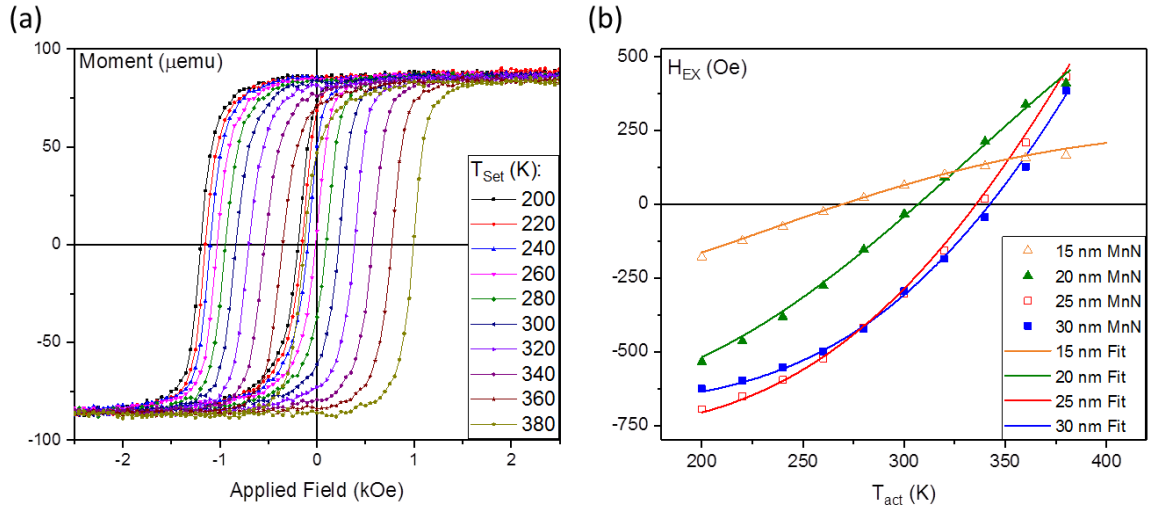 (a)
100
50
0
-50
-100
Moment (μemu)
T_Set (K):
200
220
240
260
280
300
320
340
360
380
-2
-1
0
1
2
Applied Field (kOe)
(b)
500
250
0
-250
-500
-750
H_EX (Oe)
15 nm MnN
20 nm MnN
25 nm MnN
30 nm MnN
15 nm Fit
20 nm Fit
25 nm Fit
30 nm Fit
200
250
300
350
400
T_act (K)